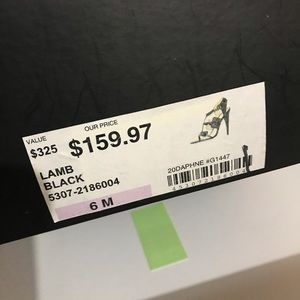 VALUE
OUR PRICE
$325 $159.97
LAMB
BLACK
5307-2186004
6 M
20DAPHNE #G1447